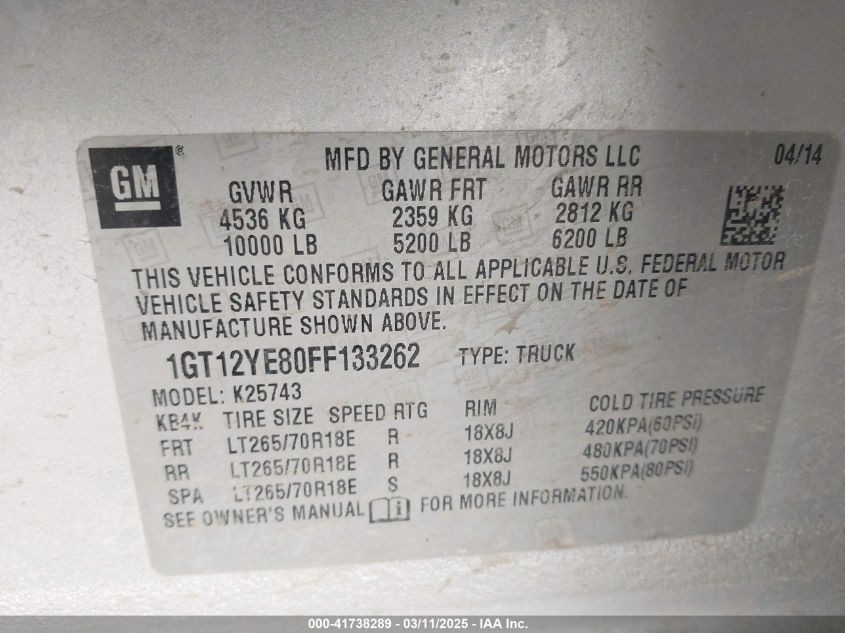 GM ®
MFD BY GENERAL MOTORS LLC 04/14
GVWR GAWR FRT GAWR RR
4536 KG 2359 KG 2812 KG
10000 LB 5200 LB 6200 LB
THIS VEHICLE CONFORMS TO ALL APPLICABLE U.S. FEDERAL MOTOR
VEHICLE SAFETY STANDARDS IN EFFECT ON THE DATE OF
MANUFACTURE SHOWN ABOVE.
1GT12YE80FF133262 TYPE: TRUCK
MODEL: K25743
KB4K TIRE SIZE SPEED RTG RIM COLD TIRE PRESSURE
FRT LT265/70R18E R 18X8J 420KPA(60PSI)
RR LT265/70R18E R 18X8J 480KPA(70PSI)
SPA LT265/70R18E S 18X8J 550KPA(80PSI)
SEE OWNER'S MANUAL FOR MORE INFORMATION.
000-41738289 - 03/11/2025 - IAA Inc.